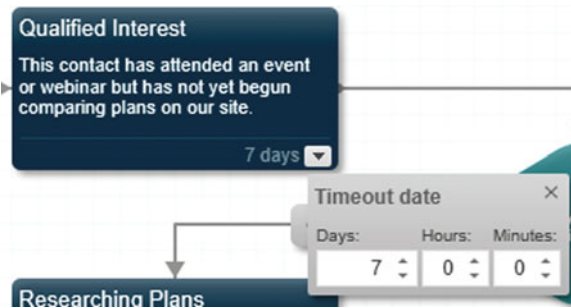 Qualified Interest
This contact has attended an event
or webinar but has not yet begun
comparing plans on our site.
7 days
Timeout date
Days: Hours: Minutes:
7 0 0
Researching Plans